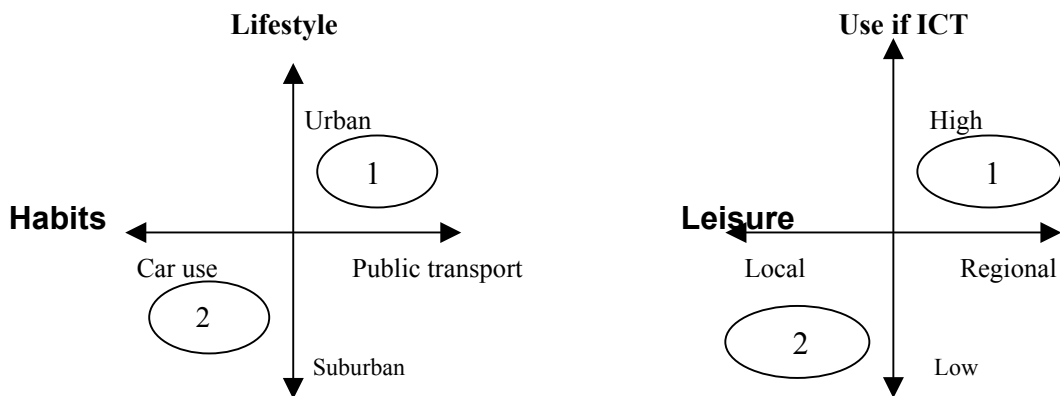 Lifestyle
Urban
1
Habits
Car use
Public transport
2
Suburban
Use if ICT
High
1
Leisure
Local
Regional
2
Low